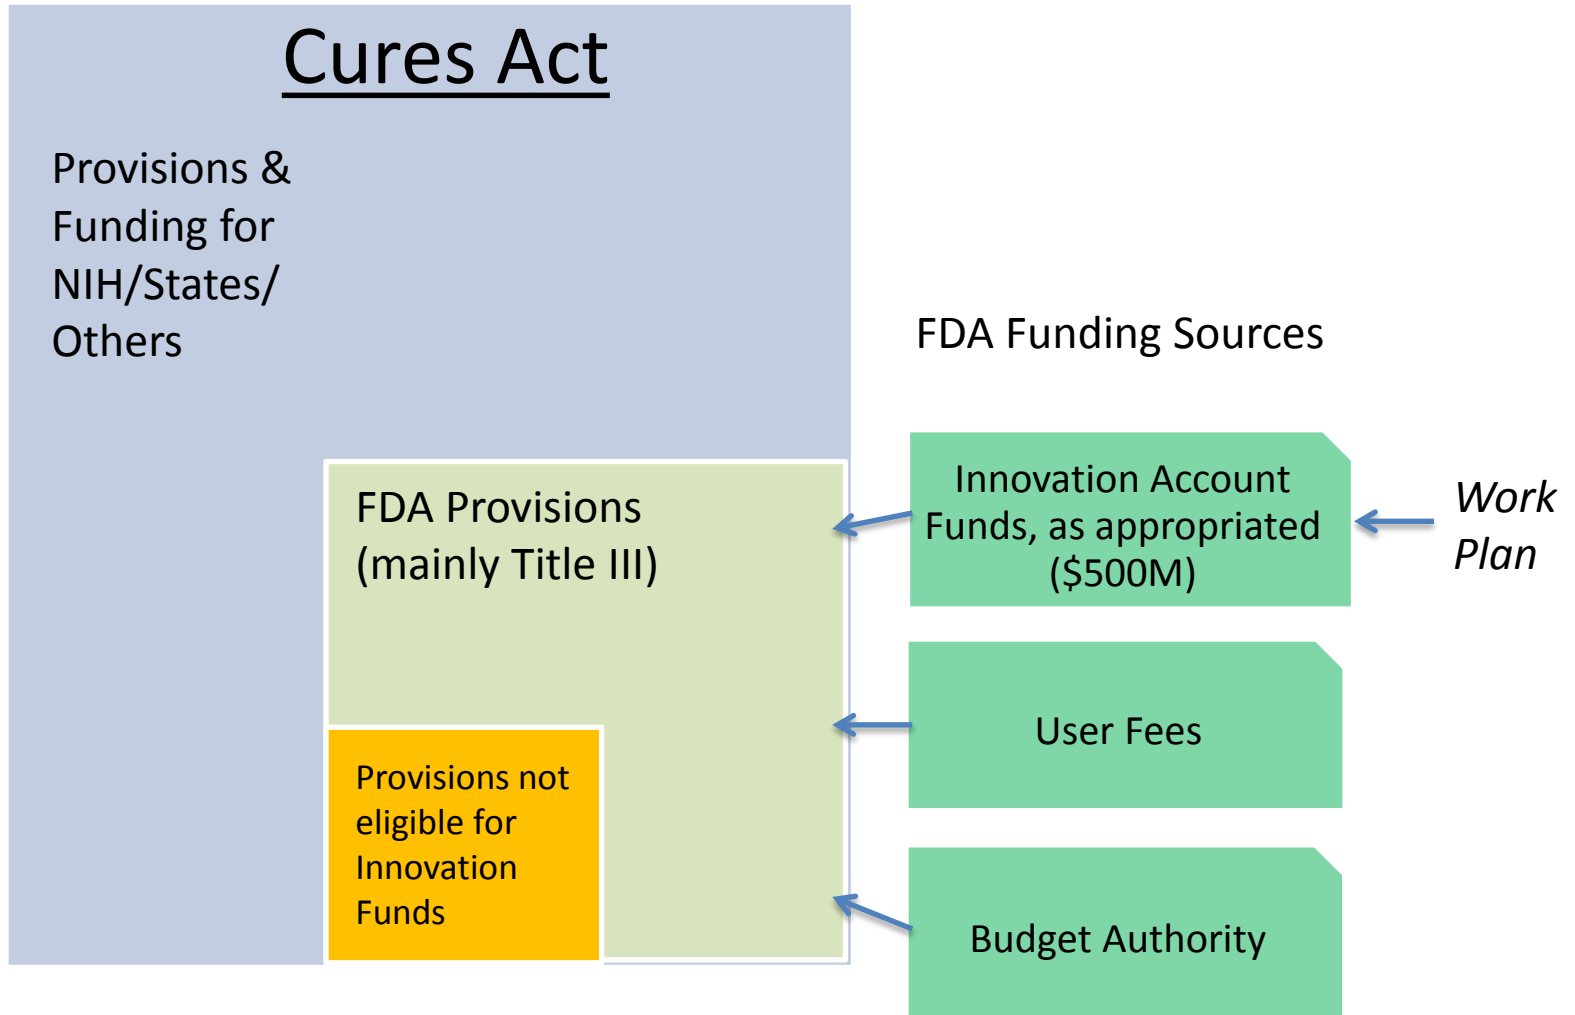 Cures Act
Provisions &
Funding for
NIH/States/
Others
FDA Provisions
(mainly Title III)
Provisions not
eligible for
Innovation
Funds
FDA Funding Sources
Innovation Account
Funds, as appropriated
($500M)
Work
Plan
User Fees
Budget Authority